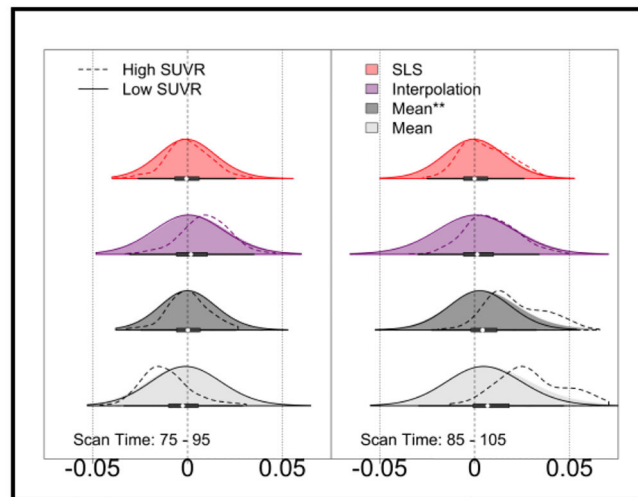 High SUVR
Low SUVR
SLS
Interpolation
Mean**
Mean
Scan Time: 75 - 95
Scan Time: 85 - 105
-0.05 0 0.05
-0.05 0 0.05